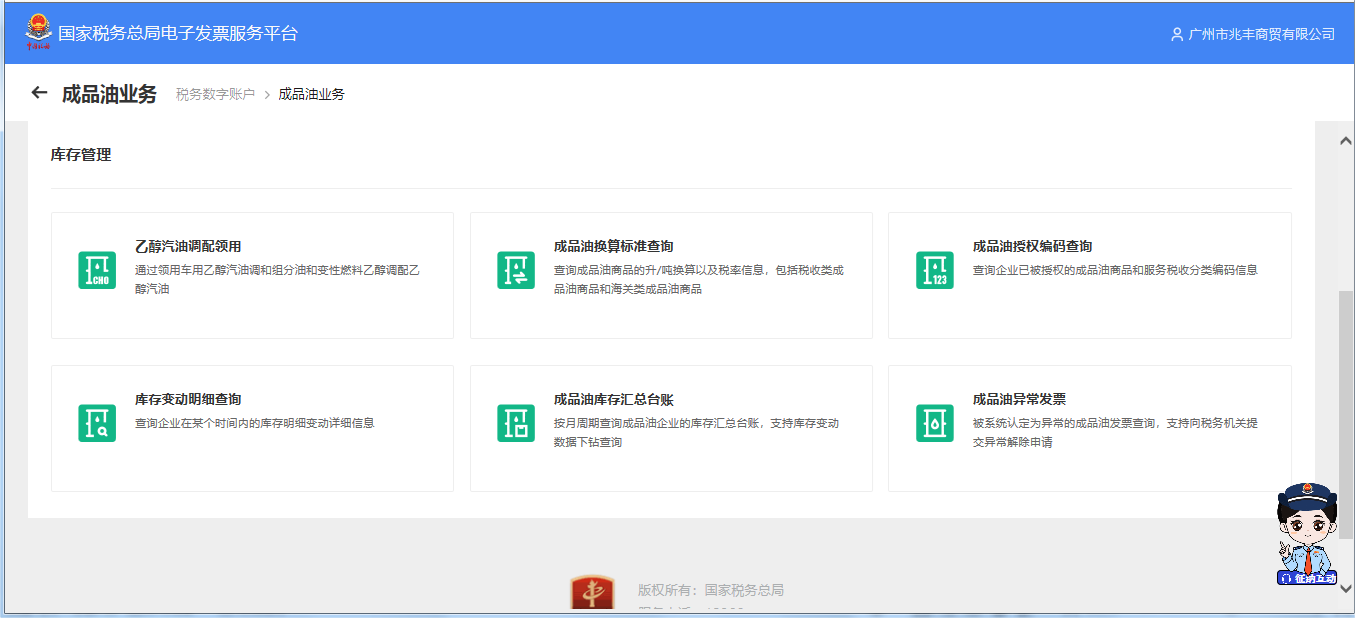 国家税务总局电子发票服务平台
广州市兆丰商贸有限公司
成品油业务 税务数字账户 > 成品油业务
库存管理
乙醇汽油调配领用
通过领用车用乙醇汽油调和组分油和变性燃料乙醇调配乙
醇汽油
CHO
成品油换算标准查询
查询成品油商品的升/吨换算以及税率信息，包括税收类成
品油商品和海关类成品油商品
成品油授权编码查询
查询企业已被授权的成品油商品和服务税收分类编码信息
123
库存变动明细查询
查询企业在某个时间内的库存明细变动详细信息
成品油库存汇总台账
按月周期查询成品油企业的库存汇总台账，支持库存变动
数据下钻查询
成品油异常发票
被系统认定为异常的成品油发票查询，支持向税务机关提
交异常解除申请
征纳互动
版权所有：国家税务总局